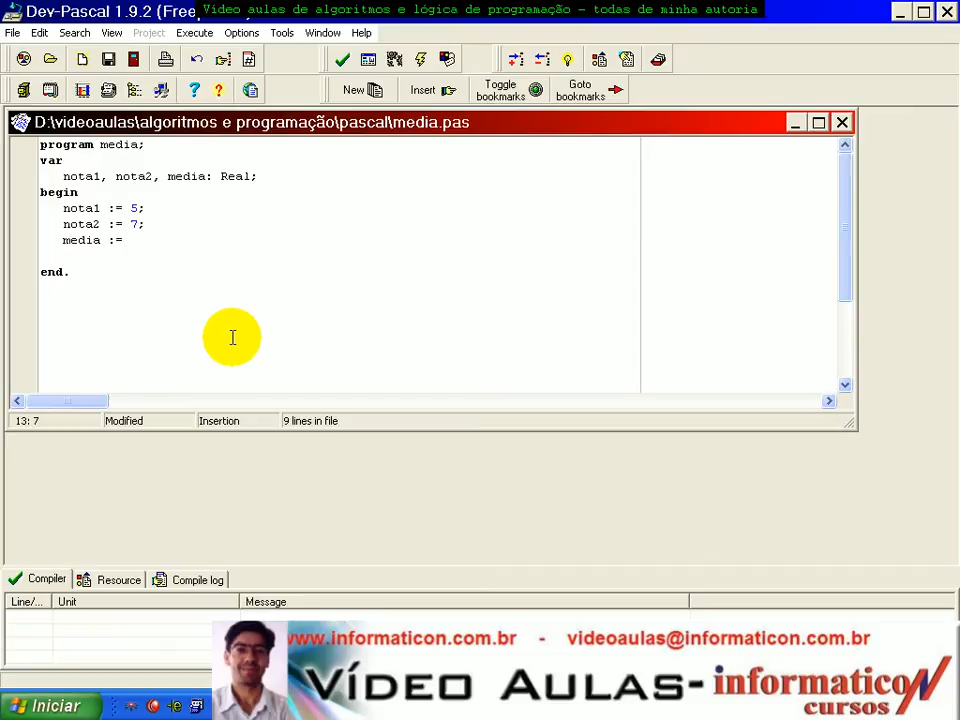 Dev-Pascal 1.9.2 (Freep
Vídeo aulas de algoritmos e lógica de programação - todas de minha autoria
File Edit Search View Project Execute Options Tools Window Help
New Insert Toggle bookmarks Goto bookmarks
D:\videoaulas\algoritmos e programação\pascal\media.pas
program media;
var
nota1, nota2, media: Real;
begin
nota1 := 5;
nota2 := 7;
media :=
end.
13: 7 Modified Insertion 9 lines in file
Compiler Resource Compile log
Line/... Unit Message
www.informaticon.com.br - videoaulas@informaticon.com.br
VÍDEO AULAS- informaticoN
cursos
Iniciar